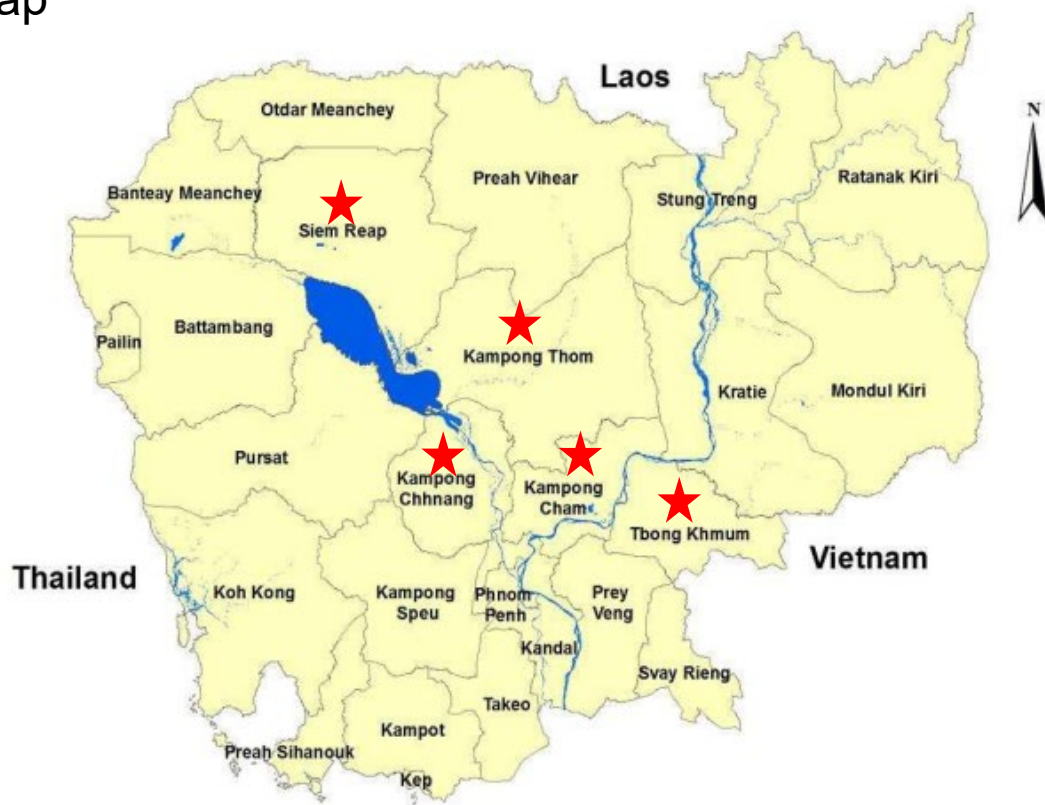 ap
Laos
N
Otdar Meanchey
Preah Vihear
Ratanak Kiri
Banteay Meanchey
Stung Treng
Siem Reap
Battambang
Pailin
Kampong Thom
Kratie
Mondul Kiri
Pursat
Kampong
Chhnang
Kampong
Cham
Tbong Khmum
Vietnam
Thailand
Koh Kong
Kampong
Speu
Phnom
Penh
Prey
Veng
Kandal
Svay Rieng
Takeo
Kampot
Preah Sihanouk
Kep